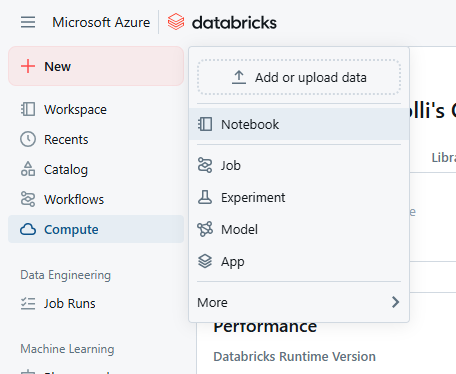 Microsoft Azure
databricks
New
Workspace
Recents
Catalog
Workflows
Compute
Data Engineering
Job Runs
Machine Learning
Add or upload data
Notebook
Job
Experiment
Model
App
More
olli's
Performance
Databricks Runtime Version